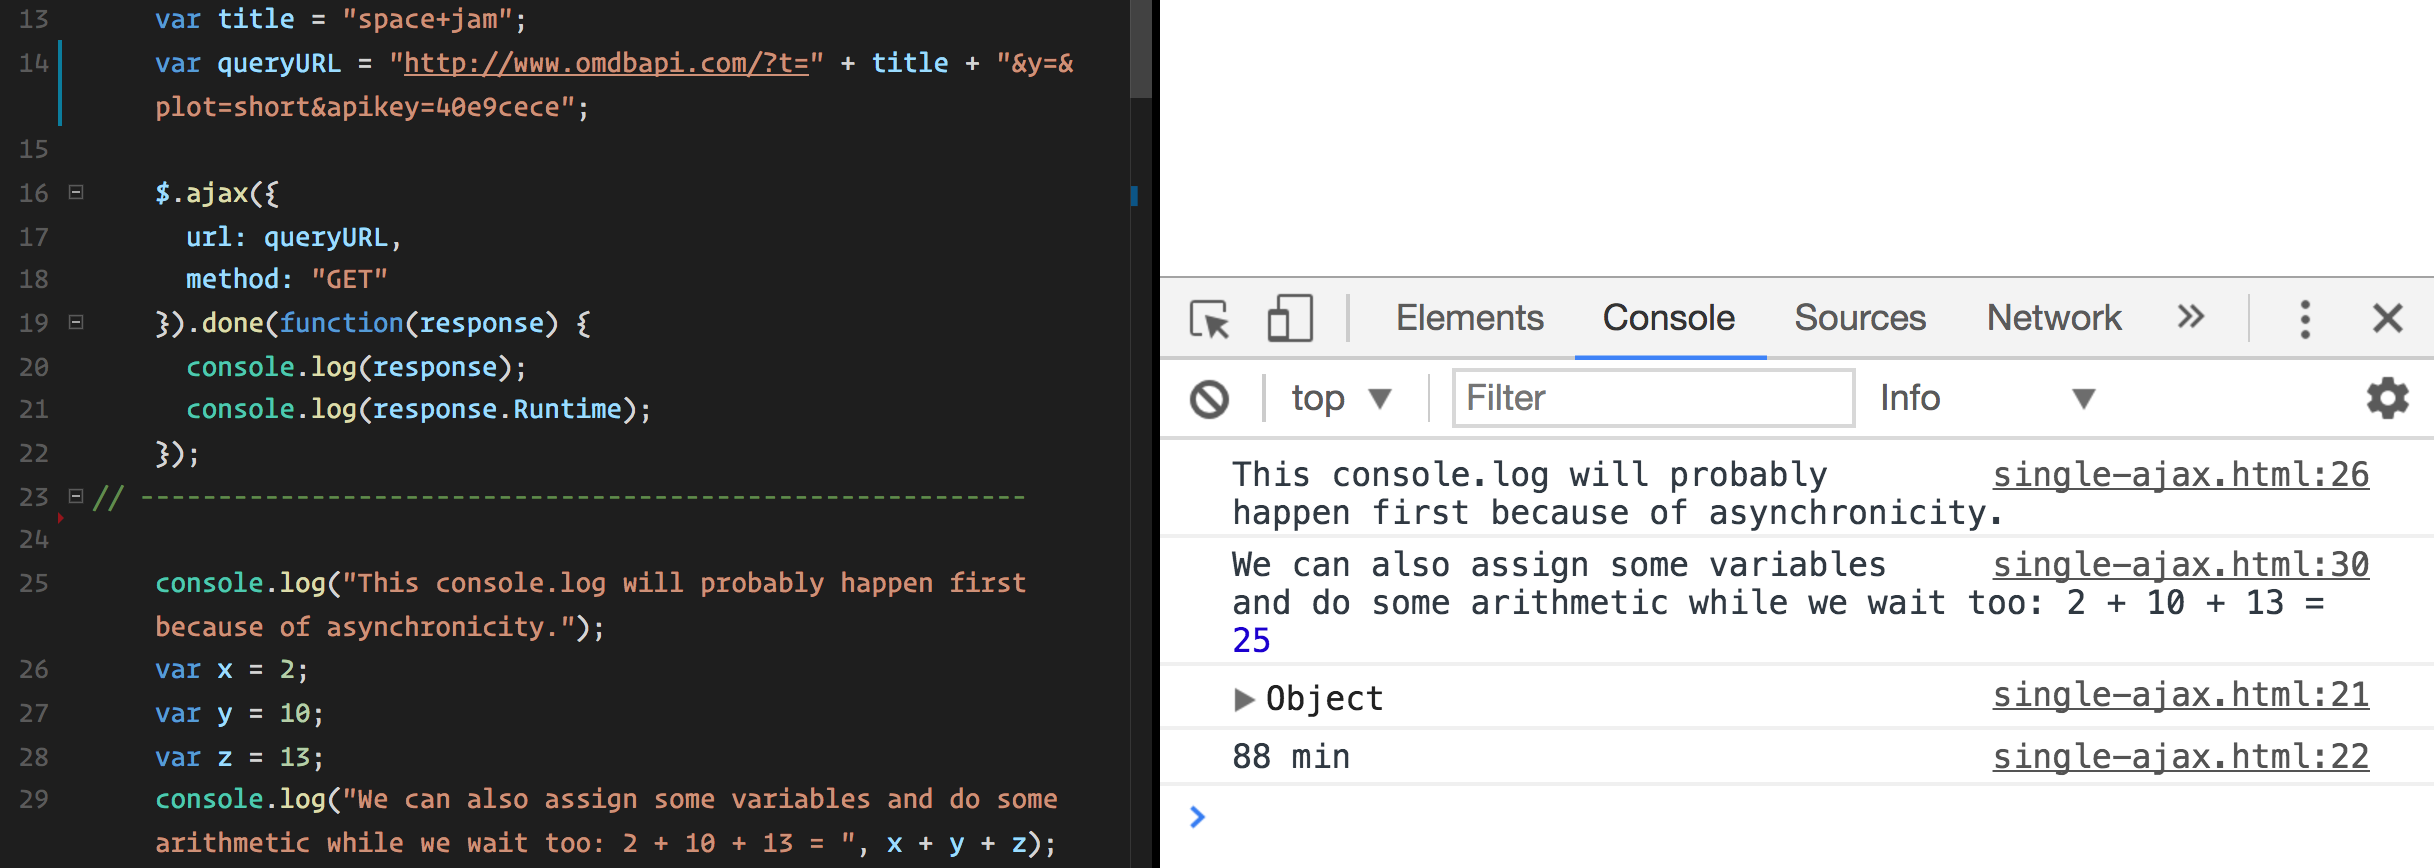 13 var title = "space+jam";
14 var queryURL = "http://www.omdbapi.com/?t=" + title + "&y=&
plot=short&apikey=40e9cece";
15
16 $.ajax({
17 url: queryURL,
18 method: "GET"
19 }).done(function(response) {
20 console.log(response);
21 console.log(response.Runtime);
22 });
23 // ---------------------------------------------------------
24
25 console.log("This console.log will probably happen first
because of asynchronicity.");
26 var x = 2;
27 var y = 10;
28 var z = 13;
29 console.log("We can also assign some variables and do some
arithmetic while we wait too: 2 + 10 + 13 = ", x + y + z);
Elements Console Sources Network »
top ▼ Filter Info ▼
This console.log will probably single-ajax.html:26
happen first because of asynchronicity.
We can also assign some variables single-ajax.html:30
and do some arithmetic while we wait too: 2 + 10 + 13 =
25
▶ Object single-ajax.html:21
88 min single-ajax.html:22
>